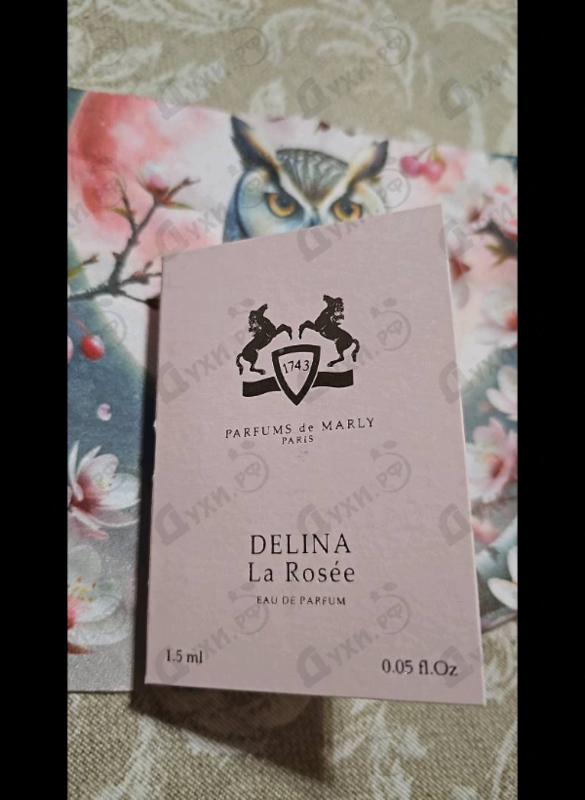 1743
PARFUMS de MARLY
PARIS
DELINA
La Rosée
EAU DE PARFUM
1.5 ml
0.05 fl.Oz
Духи.РФ